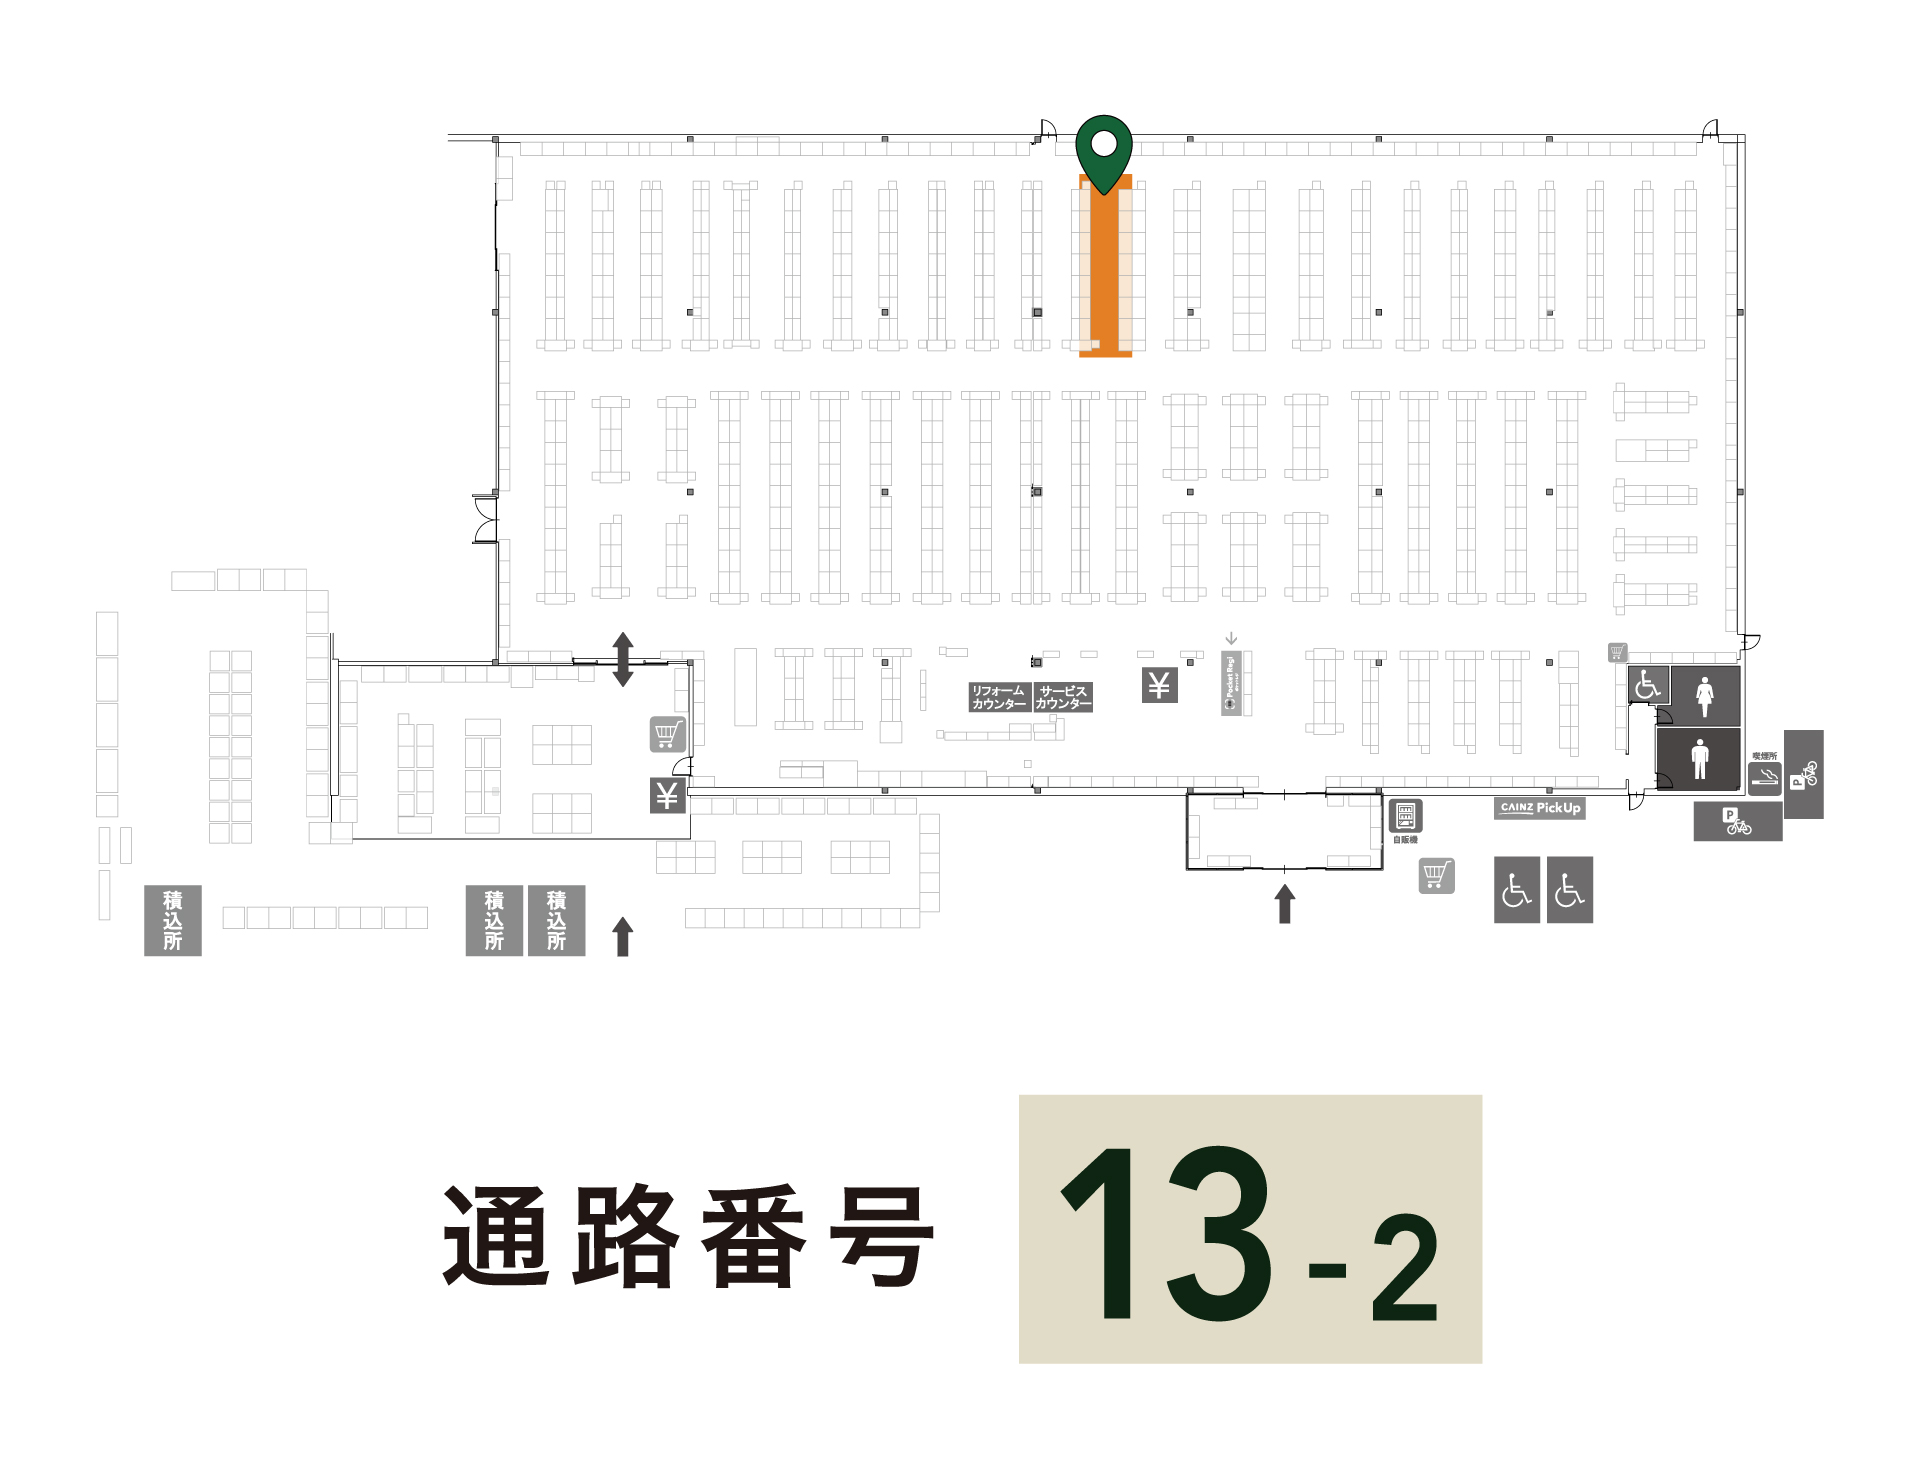 Pocket Regi
リフォーム
カウンター
サービス
カウンター
¥
¥
喫煙所
P
P
CAINZ PickUp
自販機
積込所
積込所
積込所
通路番号 13-2